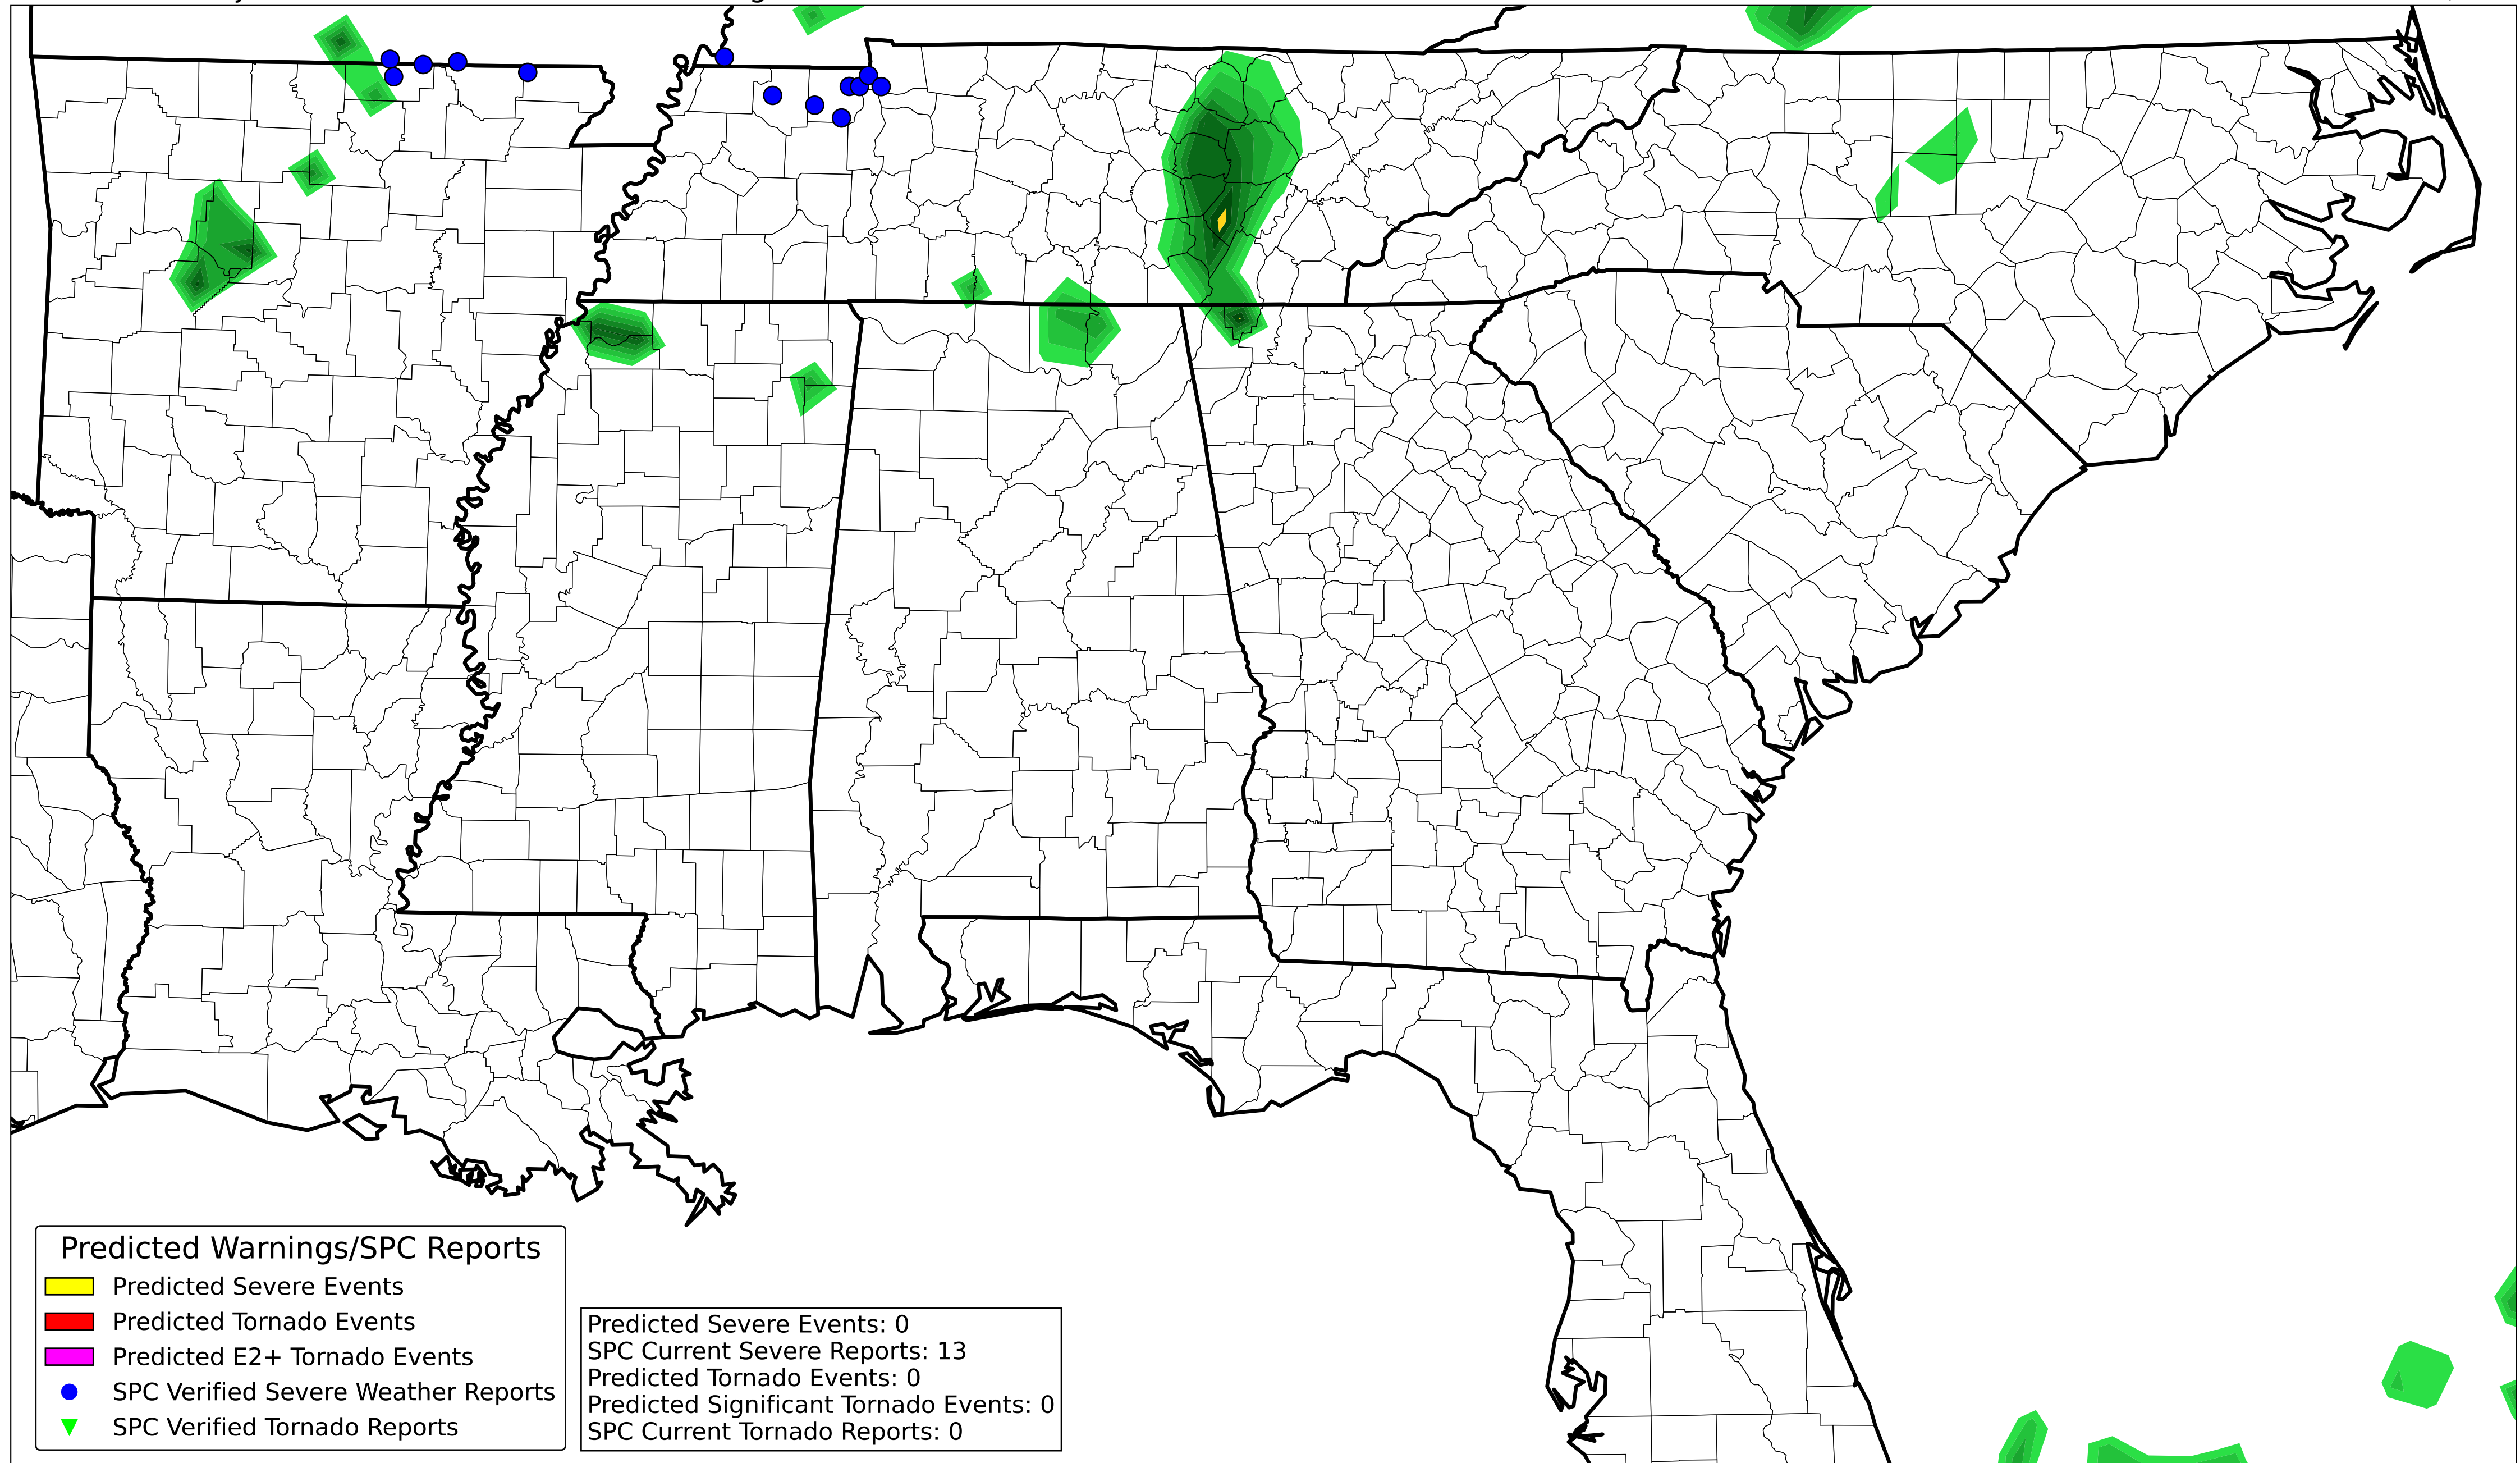 Predicted Warnings/SPC Reports
Predicted Severe Events
Predicted Tornado Events
Predicted E2+ Tornado Events
SPC Verified Severe Weather Reports
SPC Verified Tornado Reports
Predicted Severe Events: 0
SPC Current Severe Reports: 13
Predicted Tornado Events: 0
Predicted Significant Tornado Events: 0
SPC Current Tornado Reports: 0